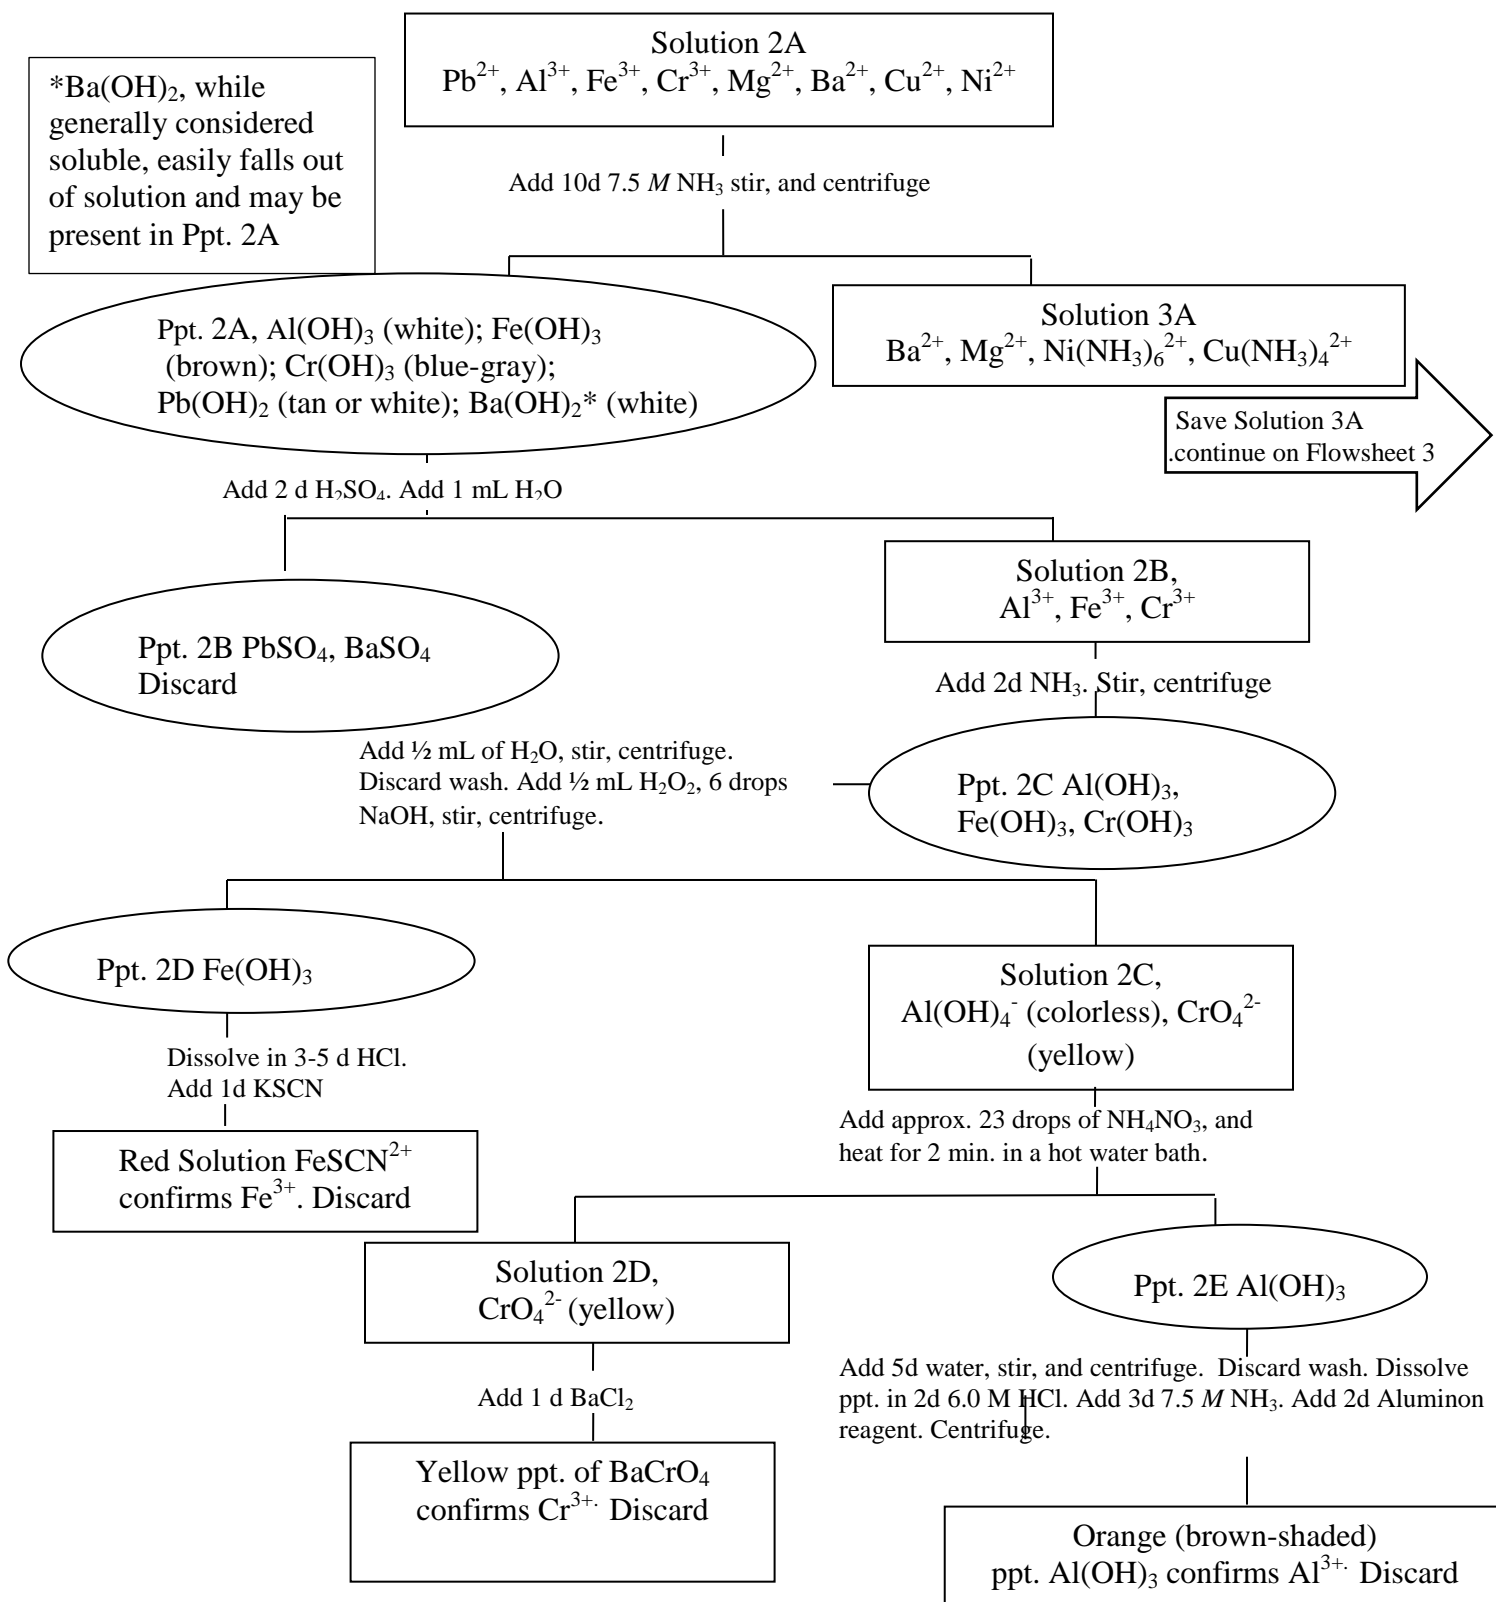 Solution 2A
Pb²⁺, Al³⁺, Fe³⁺, Cr³⁺, Mg²⁺, Ba²⁺, Cu²⁺, Ni²⁺
*Ba(OH)₂, while
generally considered
soluble, easily falls out
of solution and may be
present in Ppt. 2A
Add 10d 7.5 M NH₃ stir, and centrifuge
Ppt. 2A, Al(OH)₃ (white); Fe(OH)₃
(brown); Cr(OH)₃ (blue-gray);
Pb(OH)₂ (tan or white); Ba(OH)₂* (white)
Solution 3A
Ba²⁺, Mg²⁺, Ni(NH₃)₆²⁺, Cu(NH₃)₄²⁺
Save Solution 3A
.continue on Flowsheet 3
Add 2 d H₂SO₄. Add 1 mL H₂O
Ppt. 2B PbSO₄, BaSO₄
Discard
Solution 2B,
Al³⁺, Fe³⁺, Cr³⁺
Add 2d NH₃. Stir, centrifuge
Ppt. 2C Al(OH)₃,
Fe(OH)₃, Cr(OH)₃
Add ½ mL of H₂O, stir, centrifuge.
Discard wash. Add ½ mL H₂O₂, 6 drops
NaOH, stir, centrifuge.
Ppt. 2D Fe(OH)₃
Solution 2C,
Al(OH)₄⁻ (colorless), CrO₄²⁻
(yellow)
Dissolve in 3-5 d HCl.
Add 1d KSCN
Red Solution FeSCN²⁺
confirms Fe³⁺. Discard
Add approx. 23 drops of NH₄NO₃, and
heat for 2 min. in a hot water bath.
Solution 2D,
CrO₄²⁻ (yellow)
Ppt. 2E Al(OH)₃
Add 1 d BaCl₂
Yellow ppt. of BaCrO₄
confirms Cr³⁺· Discard
Add 5d water, stir, and centrifuge. Discard wash. Dissolve
ppt. in 2d 6.0 M HCl. Add 3d 7.5 M NH₃. Add 2d Aluminon
reagent. Centrifuge.
Orange (brown-shaded)
ppt. Al(OH)₃ confirms Al³⁺· Discard